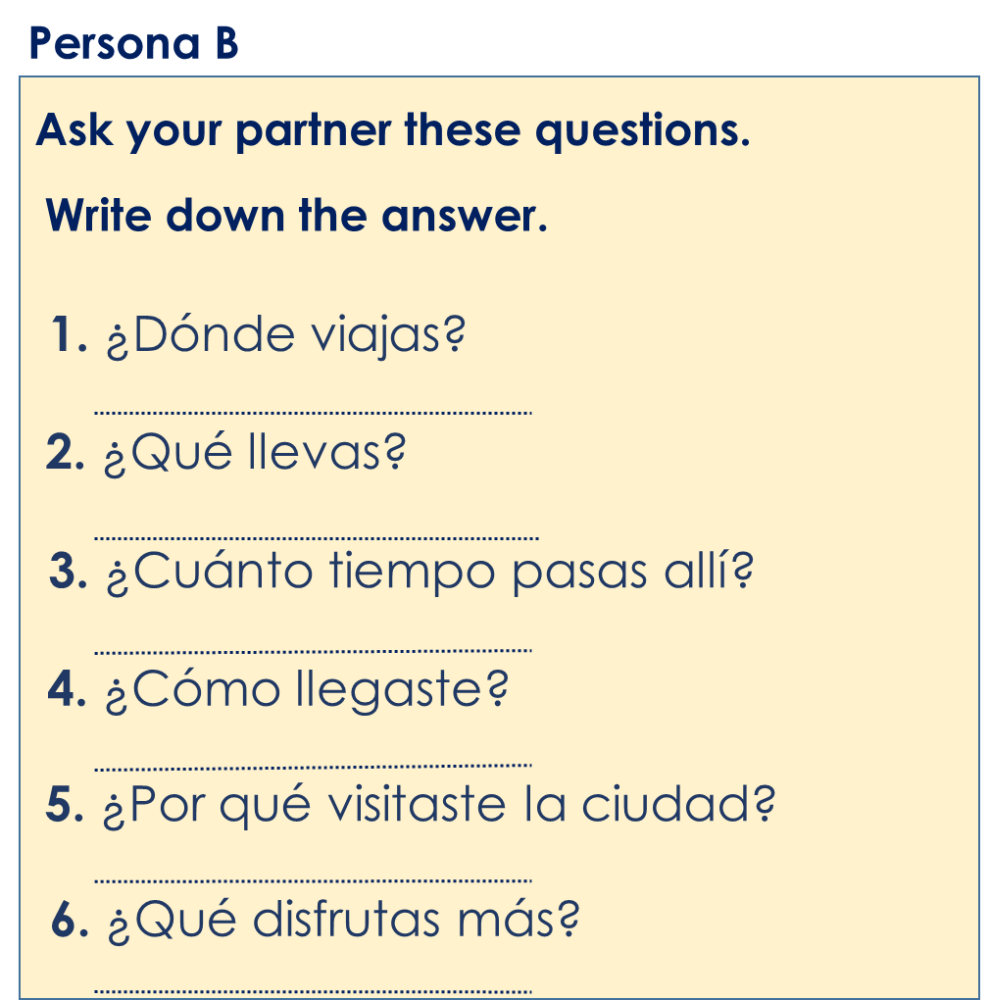 Persona B
Ask your partner these questions.
Write down the answer.
1. ¿Dónde viajas?
2. ¿Qué llevas?
3. ¿Cuánto tiempo pasas allí?
4. ¿Cómo llegaste?
5. ¿Por qué visitaste la ciudad?
6. ¿Qué disfrutas más?